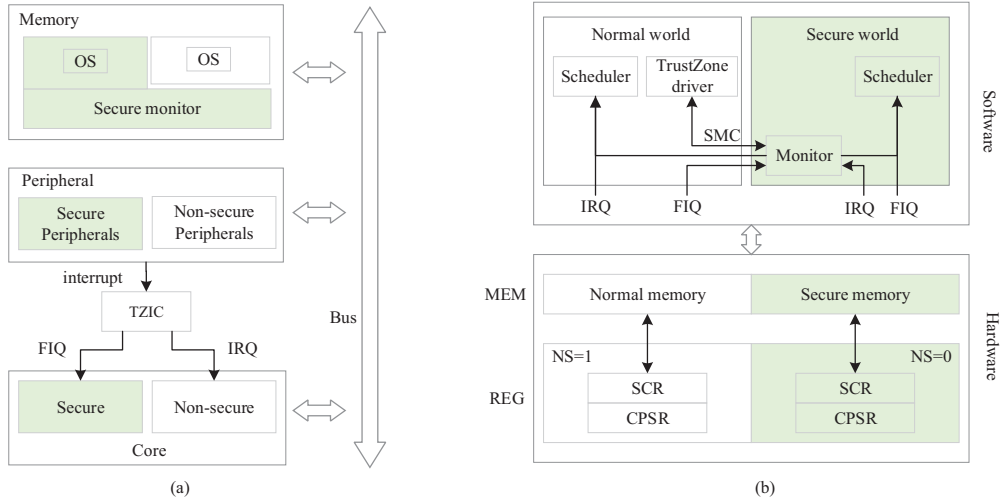 Memory
OS
OS
Secure monitor
Peripheral
Secure
Peripherals
Non-secure
Peripherals
interrupt
TZIC
FIQ
IRQ
Secure
Non-secure
Core
Bus
(a)
Normal world
Secure world
Scheduler
TrustZone
driver
Scheduler
SMC
Monitor
IRQ
FIQ
IRQ
FIQ
Software
MEM
Normal memory
Secure memory
NS=1
NS=0
REG
SCR
CPSR
SCR
CPSR
Hardware
(b)